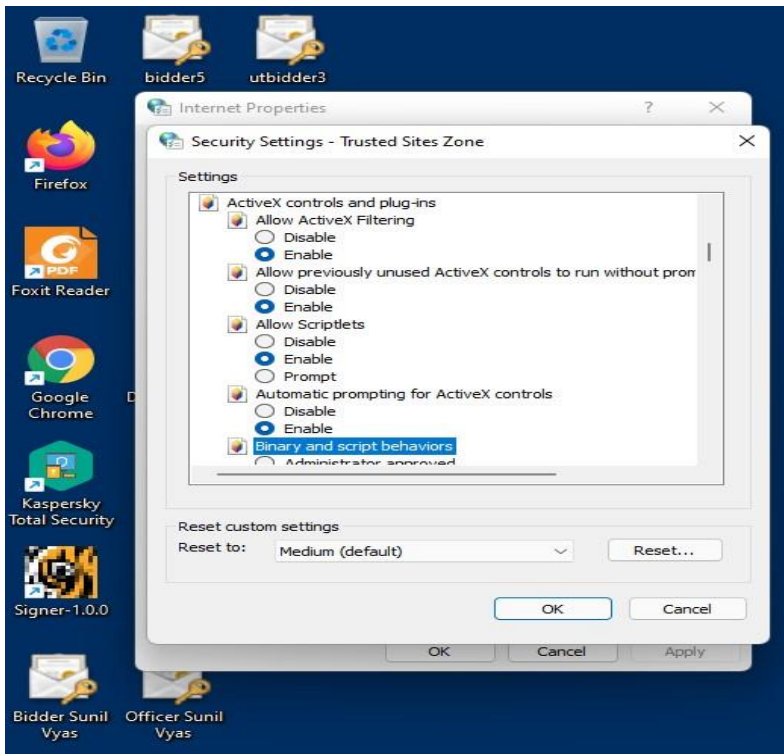 Recycle Bin
bidder5
utbidder3
Internet Properties
?
Security Settings - Trusted Sites Zone
Firefox
Settings
ActiveX controls and plug-ins
Allow ActiveX Filtering
Disable
Enable
Allow previously unused ActiveX controls to run without prom
Disable
Enable
PDF
Foxit Reader
Allow Scriptlets
Disable
Enable
Prompt
Google
Chrome
D
Automatic prompting for ActiveX controls
Disable
Enable
Binary and script behaviors
Administrator approved
Kaspersky
Total Security
Reset custom settings
Reset to:
Medium (default)
Reset...
Signer-1.0.0
OK
Cancel
OK
Cancel
Apply
Bidder Sunil
Vyas
Officer Sunil
Vyas